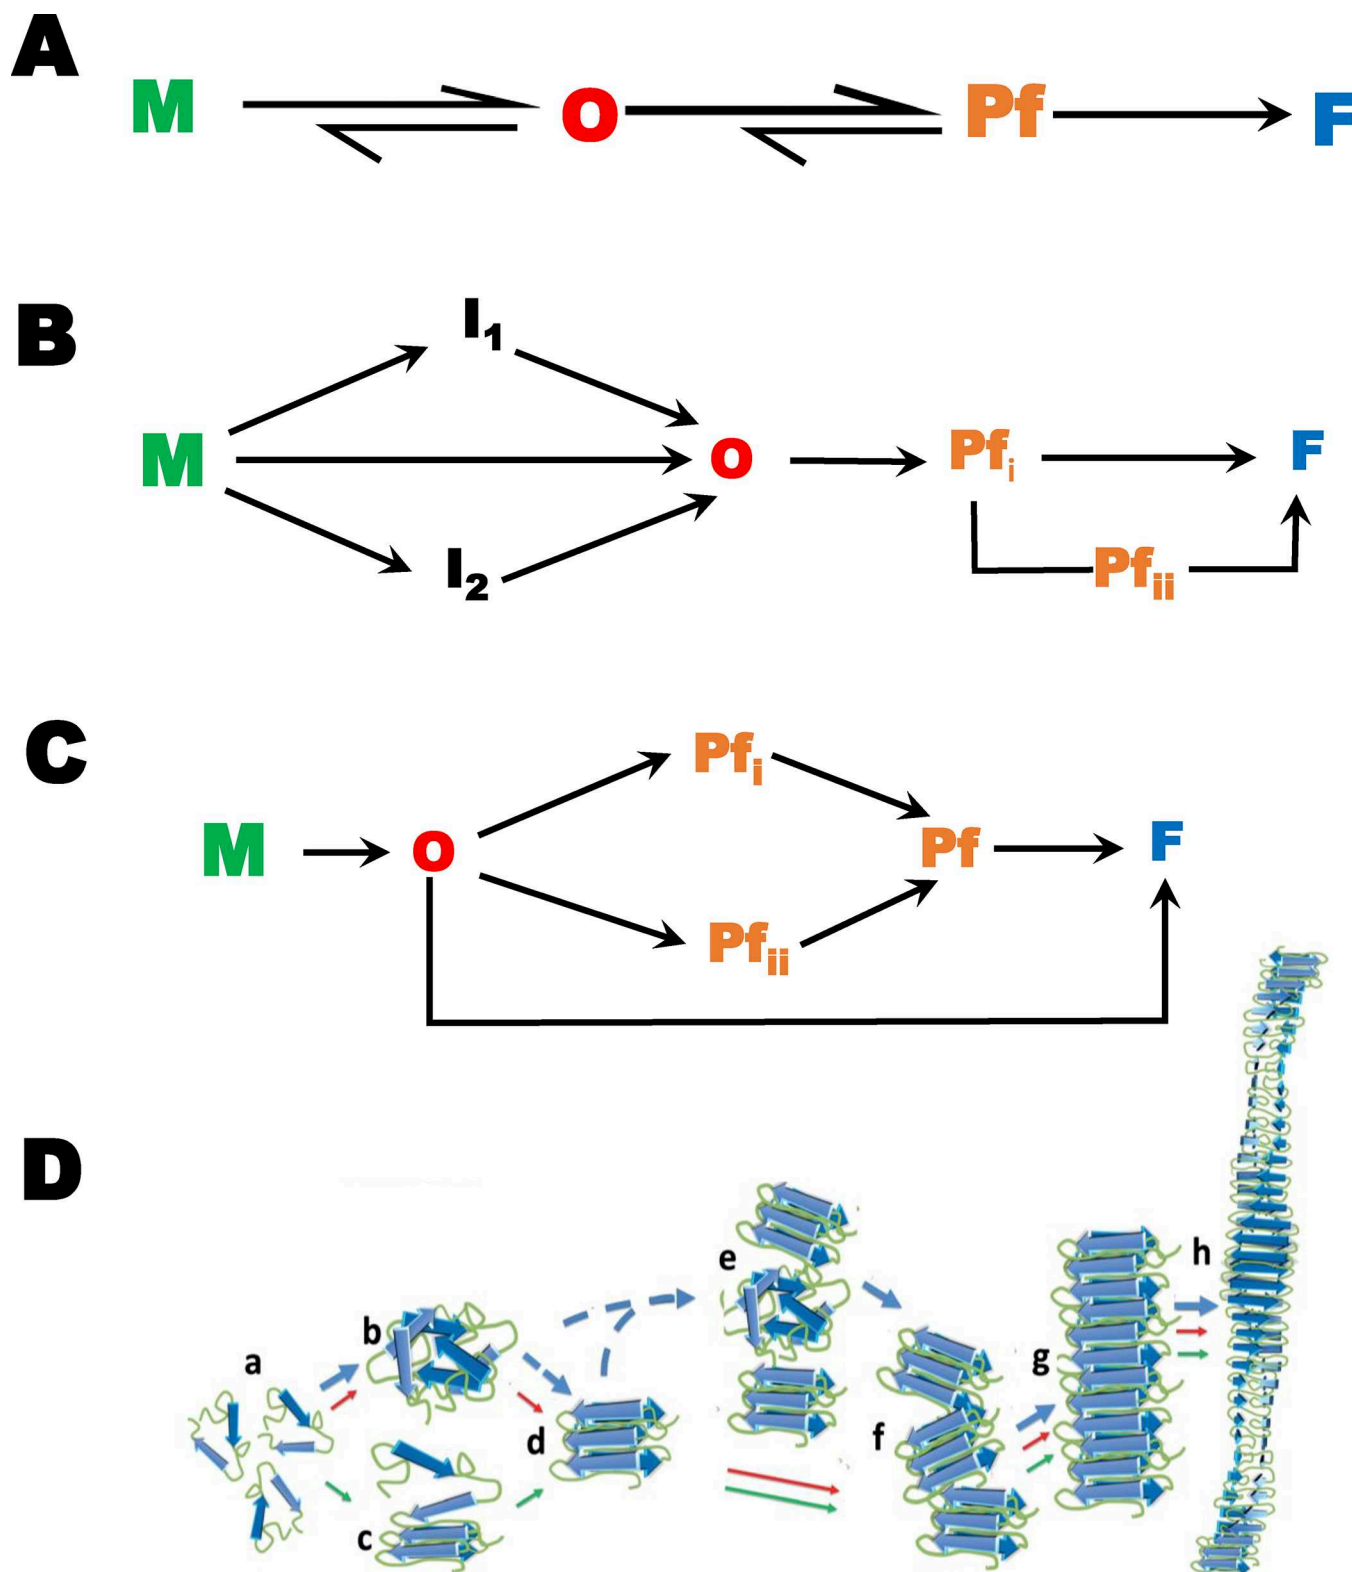 A
M O Pf F
B
I₁
M O Pfᵢ F
I₂ Pfᵢᵢ
C
Pfᵢ
M O Pf F
Pfᵢᵢ
D
a b c d e f g h